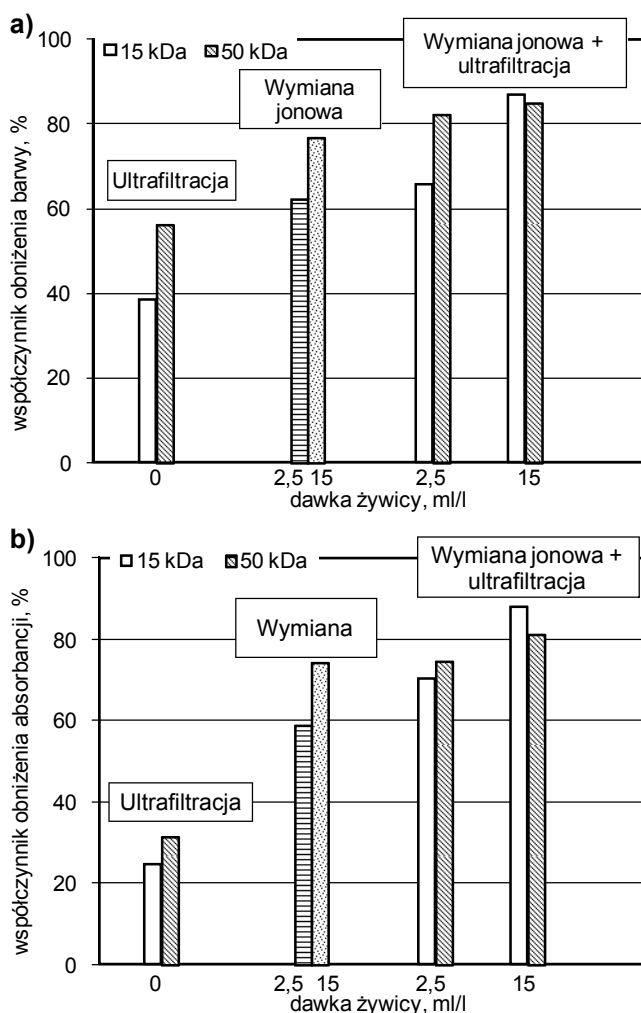 a)
100
15 kDa 50 kDa
Wymiana jonowa +
ultrafiltracja
współczynnik obniżenia barwy, %
80
Wymiana
jonowa
Ultrafiltracja
60
40
20
0
0 2,5 15 2,5 15
dawka żywicy, ml/l
b)
100
15 kDa 50 kDa
Wymiana jonowa +
ultrafiltracja
współczynnik obniżenia absorbancji, %
80
Wymiana
60
40
Ultrafiltracja
20
0
0 2,5 15 2,5 15
dawka żywicy, ml/l